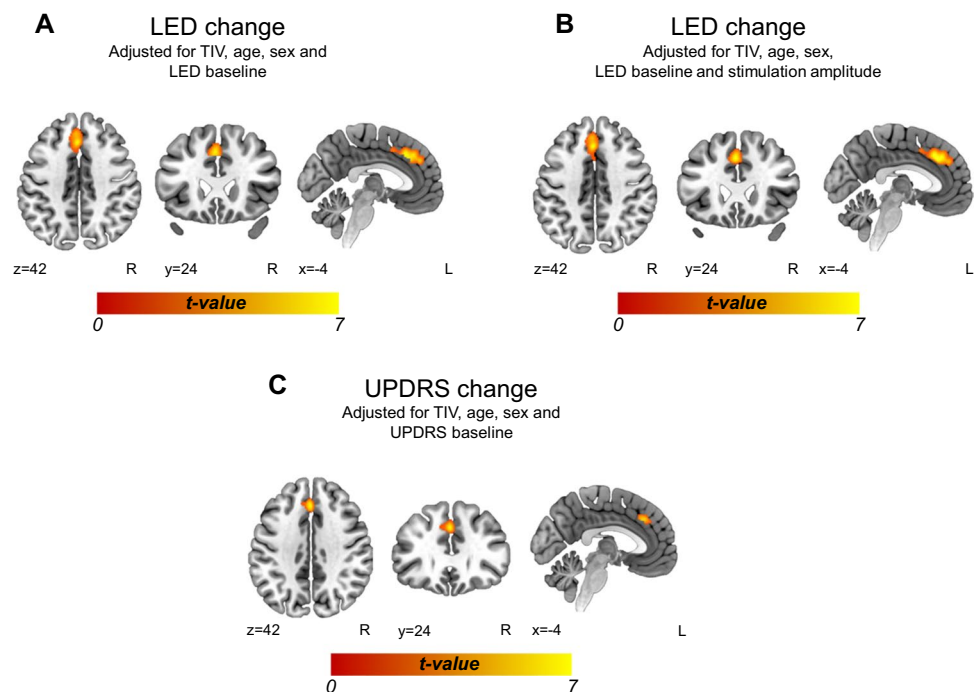 A
LED change
Adjusted for TIV, age, sex and
LED baseline
z=42 R y=24 R x=-4 L
t-value
0 7
B
LED change
Adjusted for TIV, age, sex,
LED baseline and stimulation amplitude
z=42 R y=24 R x=-4 L
t-value
0 7
C
UPDRS change
Adjusted for TIV, age, sex and
UPDRS baseline
z=42 R y=24 R x=-4 L
t-value
0 7